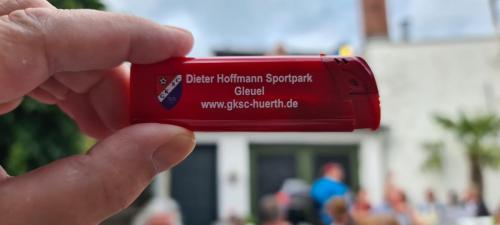 Dieter Hoffmann Sportpark
Gleuel
www.gksc-huerth.de